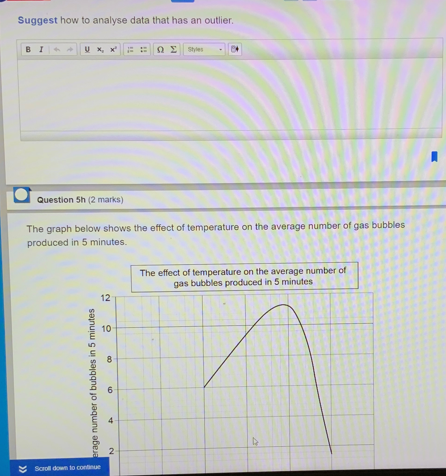 Suggest how to analyse data that has an outlier.
B I U X₂ X² Ω Σ Styles
Question 5h (2 marks)
The graph below shows the effect of temperature on the average number of gas bubbles
produced in 5 minutes.
The effect of temperature on the average number of
gas bubbles produced in 5 minutes
erage number of bubbles in 5 minutes
12
10
8
6
4
2
Scroll down to continue